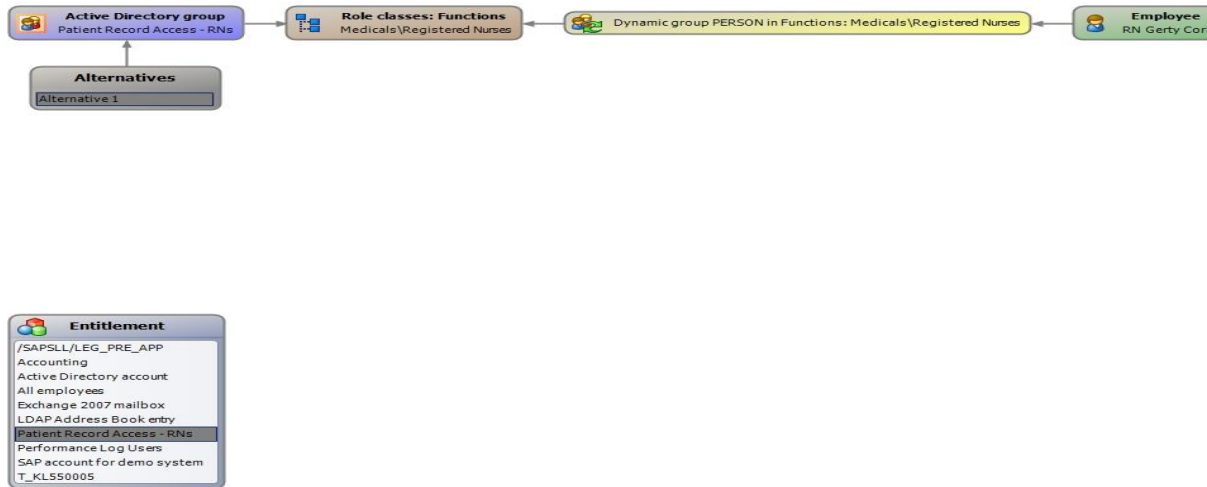 Active Directory group
Patient Record Access - RNs
Role classes: Functions
Medicals\Registered Nurses
Dynamic group PERSON in Functions: Medicals\Registered Nurses
Employee
RN Gerty Cor
Alternatives
Alternative 1
Entitlement
/SAPSLL/LEG_PRE_APP
Accounting
Active Directory account
All employees
Exchange 2007 mailbox
LDAP Address Book entry
Patient Record Access - RNs
Performance Log Users
SAP account for demo system
T_KL550005